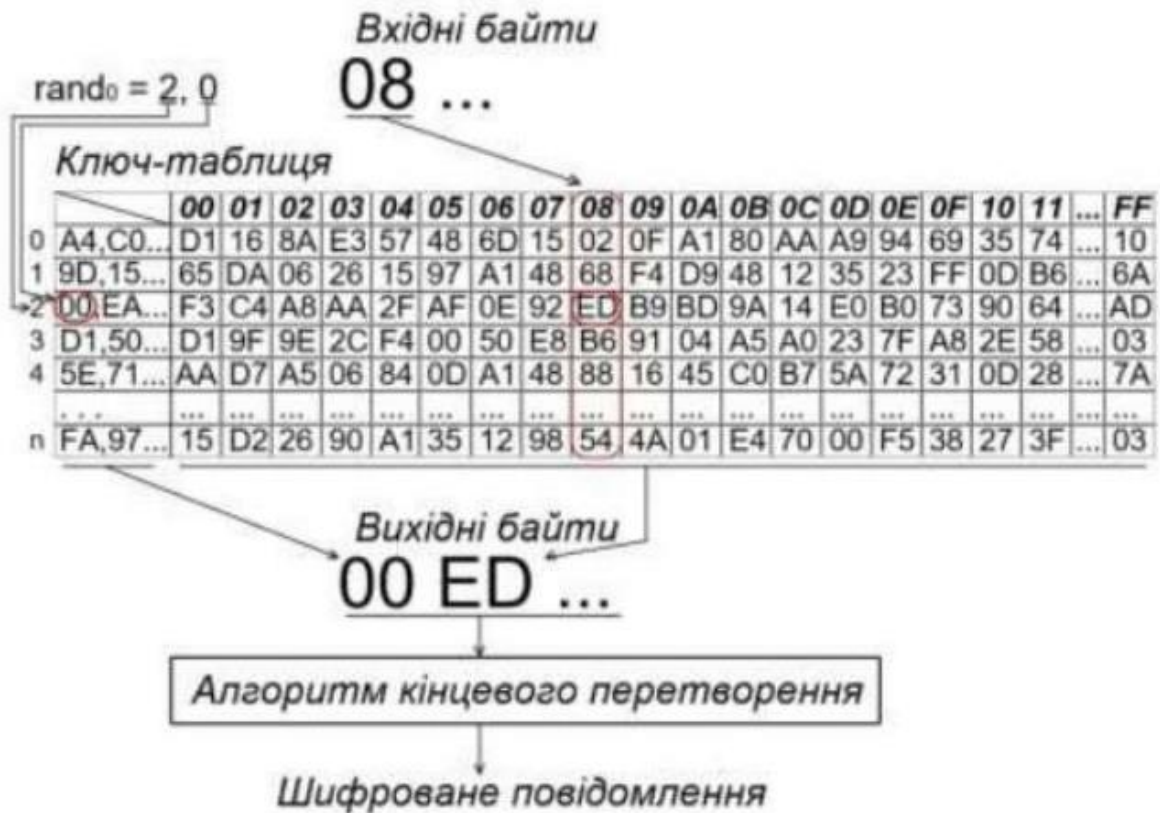 Вхідні байти
rand₀ = 2, 0
08 ...
Ключ-таблиця
00 01 02 03 04 05 06 07 08 09 0A 0B 0C 0D 0E 0F 10 11 ... FF
0 A4,C0... D1 16 8A E3 57 48 6D 15 02 0F A1 80 AA A9 94 69 35 74 ... 10
1 9D,15... 65 DA 06 26 15 97 A1 48 68 F4 D9 48 12 35 23 FF 0D B6 ... 6A
2 00,EA... F3 C4 A8 AA 2F AF 0E 92 ED B9 BD 9A 14 E0 B0 73 90 64 ... AD
3 D1,50... D1 9F 9E 2C F4 00 50 E8 B6 91 04 A5 A0 23 7F A8 2E 58 ... 03
4 5E,71... AA D7 A5 06 84 0D A1 48 88 16 45 C0 B7 5A 72 31 0D 28 ... 7A
... ... ... ... ... ... ... ... ... ... ... ... ... ... ... ... ... ... ... ... ...
n FA,97... 15 D2 26 90 A1 35 12 98 54 4A 01 E4 70 00 F5 38 27 3F ... 03
Вихідні байти
00 ED ...
Алгоритм кінцевого перетворення
Шифроване повідомлення